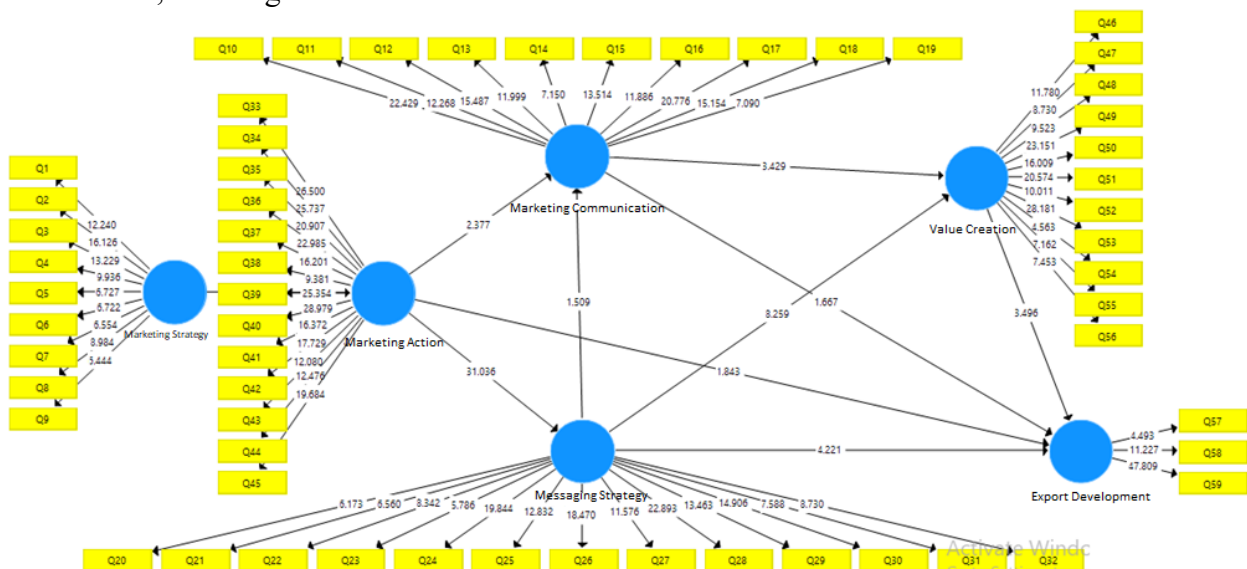 Q10 Q11 Q12 Q13 Q14 Q15 Q16 Q17 Q18 Q19
22.429 12.268 15.487 11.999 7.150 13.514 11.886 20.776 15.154 7.090
Q46
Q47
Q48
Q49
Q50
Q51
Q52
Q53
Q54
Q55
Q56
11.780
8.730
9.523
23.151
16.009
20.574
10.011
28.181
4.563
7.162
7.453
Q33
Q34
Q35
Q36
Q37
Q38
Q39
Q40
Q41
Q42
Q43
Q44
Q45
26.500
25.737
20.907
22.985
16.201
9.381
25.354
28.979
16.372
17.729
12.080
12.476
19.684
Q1
Q2
Q3
Q4
Q5
Q6
Q7
Q8
Q9
12.240
16.126
13.229
9.936
6.722
6.554
8.984
Marketing Strategy
Marketing Action
Marketing Communication
Value Creation
Messaging Strategy
Export Development
2.377
3.429
1.509
1.667
8.259
3.496
1.843
31.036
4.221
Q57
Q58
Q59
4.493
11.227
47.809
6.173 6.560 8.342 19.844 12.832 18.470 11.576 22.893 13.463 14.906 7.588
Q20 Q21 Q22 Q23 Q24 Q25 Q26 Q27 Q28 Q29 Q30 Q31 Q32